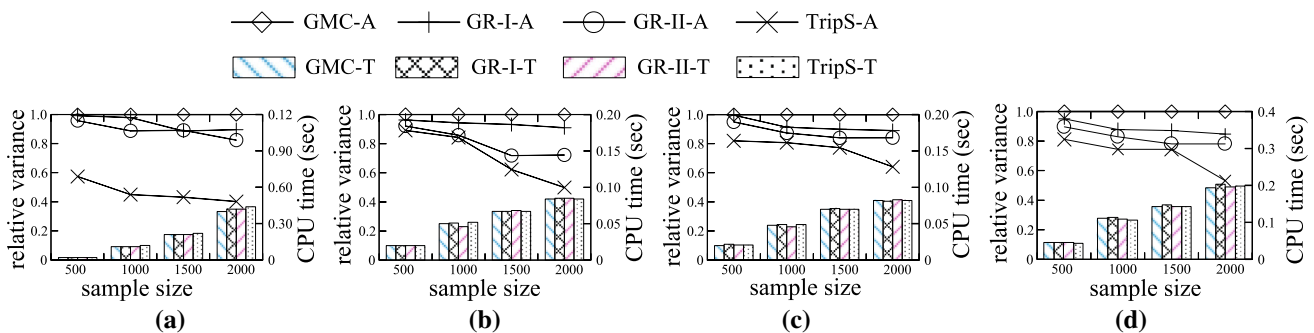 GMC-A GR-I-A GR-II-A TripS-A
GMC-T GR-I-T GR-II-T TripS-T
relative variance
1.0
0.8
0.6
0.4
0.2
0
500 1000 1500 2000
sample size
0.12
0.90
0.60
0.30
0
CPU time (sec)
(a)
relative variance
1.0
0.8
0.6
0.4
0.2
0
500 1000 1500 2000
sample size
0.20
0.15
0.10
0.05
0
CPU time (sec)
(b)
relative variance
1.0
0.8
0.6
0.4
0.2
0
500 1000 1500 2000
sample size
0.20
0.15
0.10
0.05
0
CPU time (sec)
(c)
relative variance
1.0
0.8
0.6
0.4
0.2
0
500 1000 1500 2000
sample size
0.4
0.3
0.2
0.1
0
CPU time (sec)
(d)